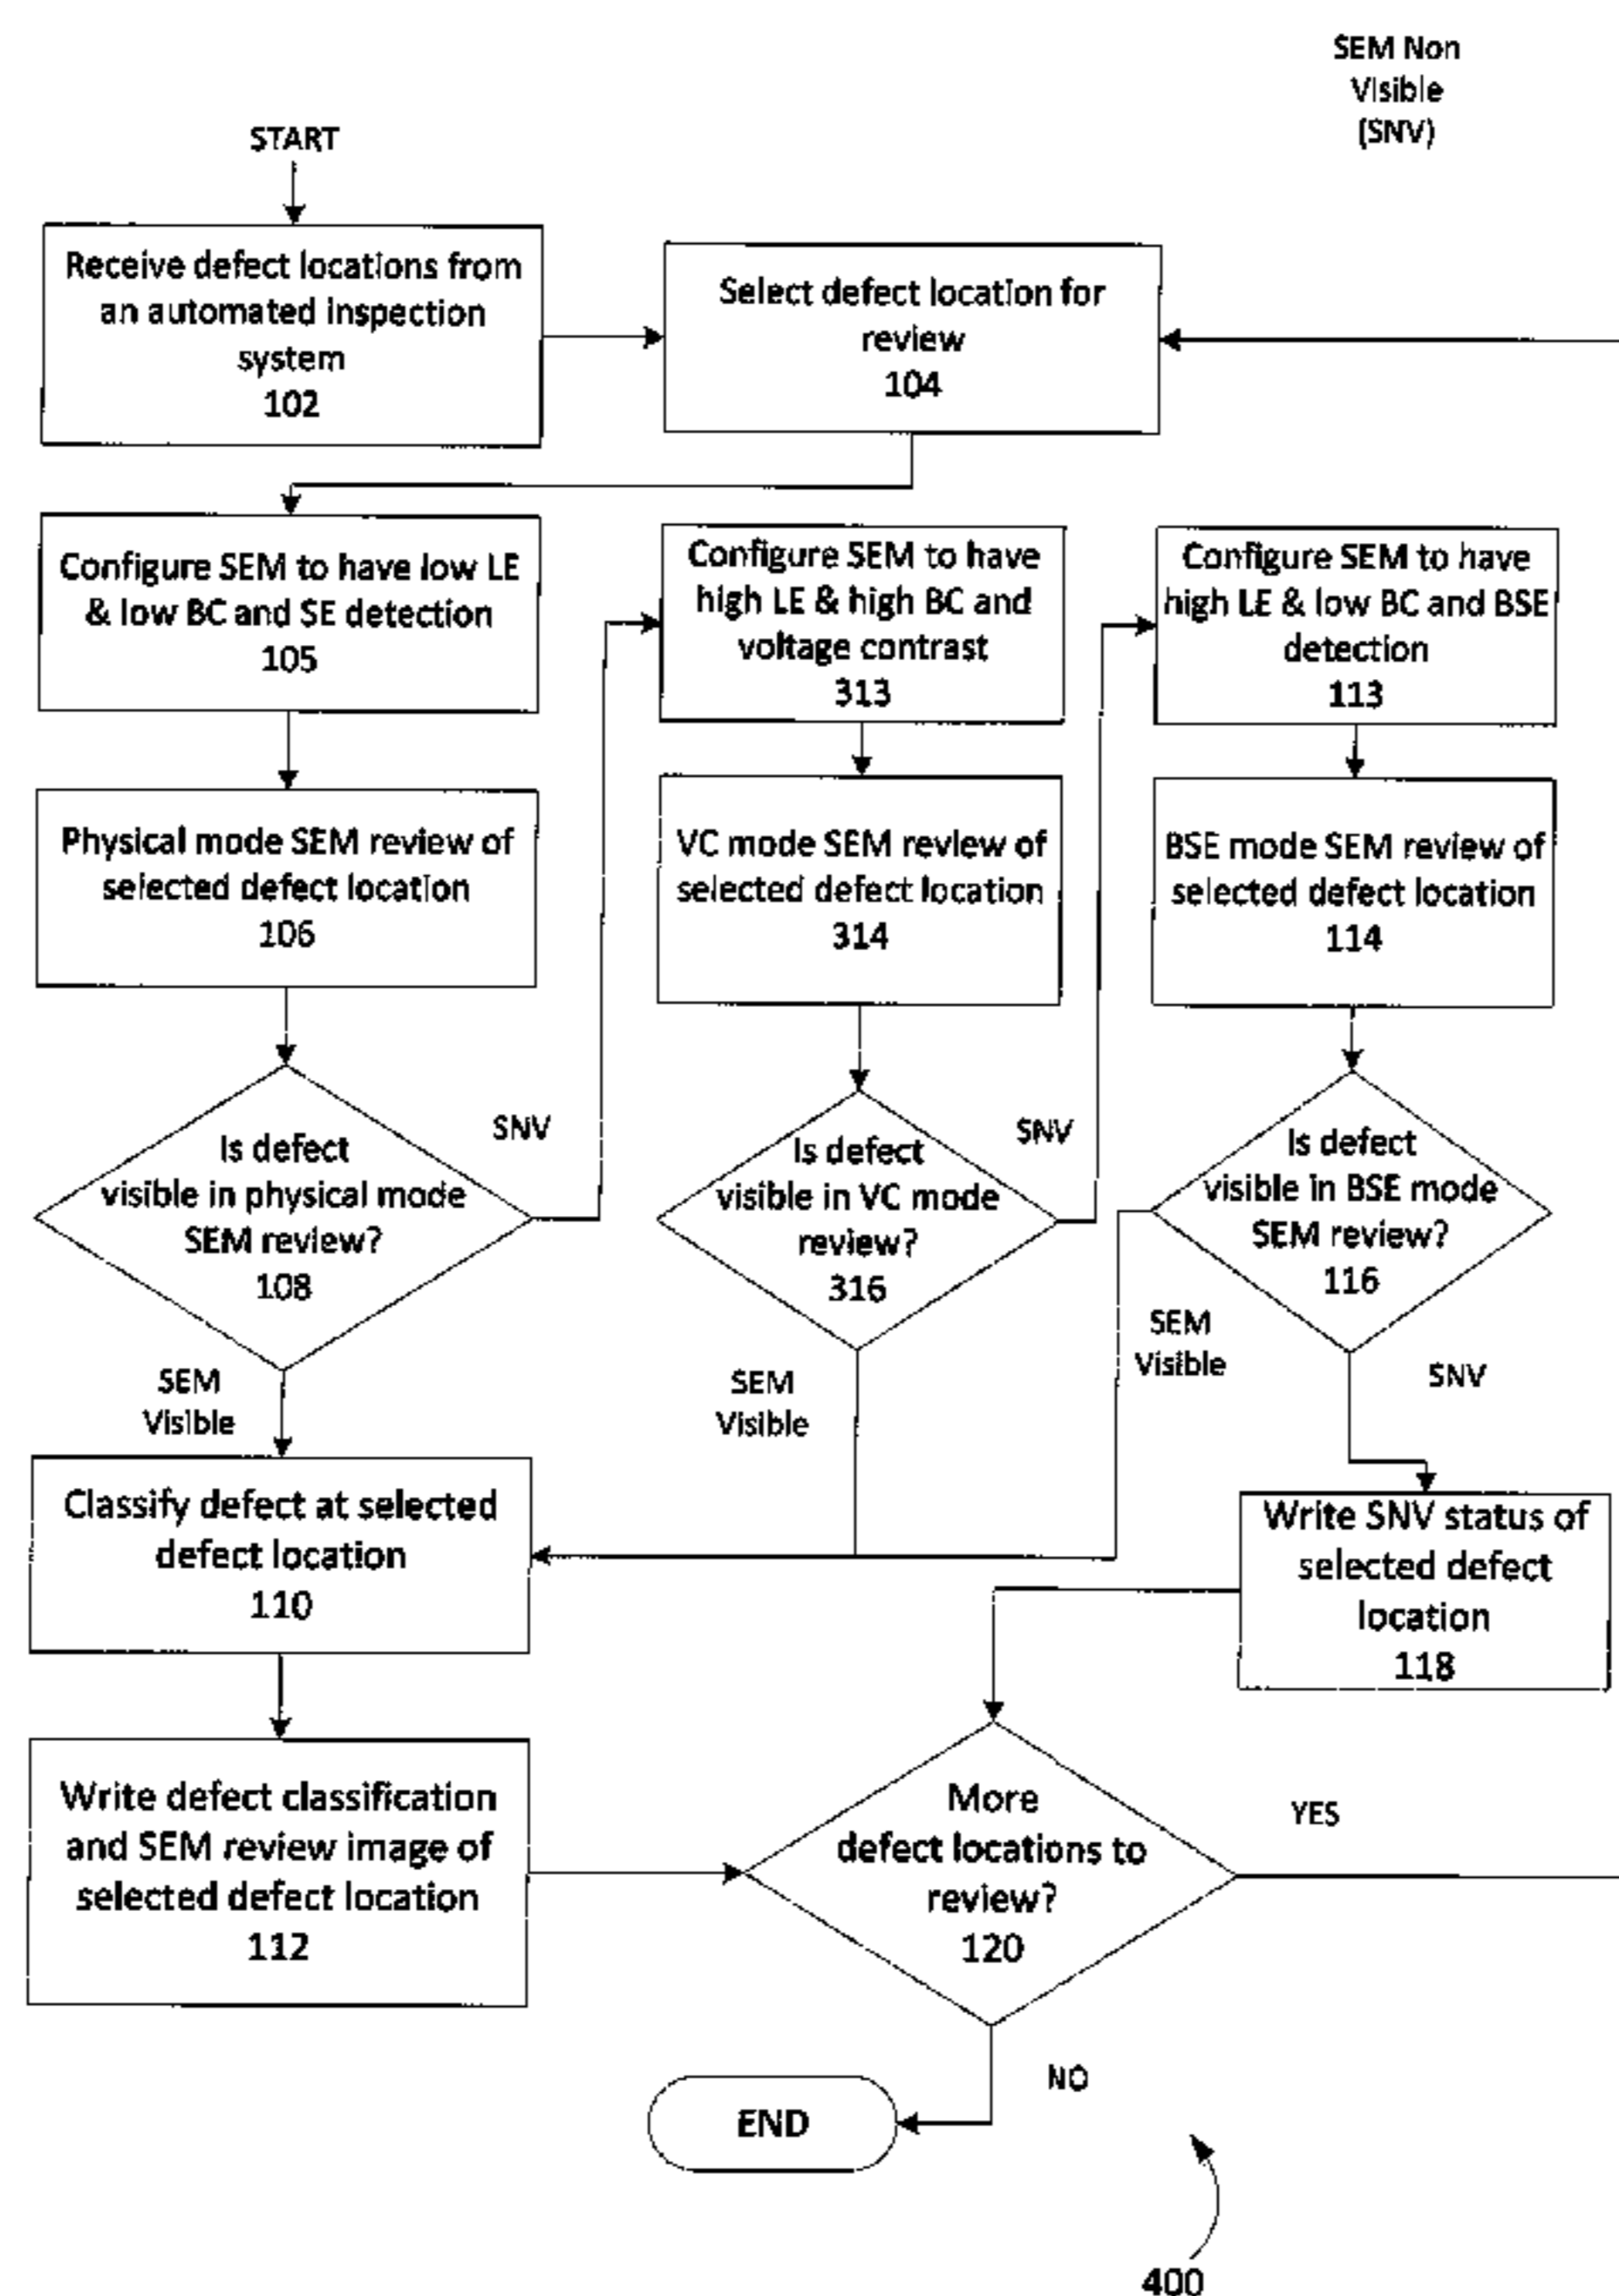 SEM Non
Visible
(SNV)
START
Receive defect locations from
an automated inspection
system
102
Select defect location for
review
104
Configure SEM to have low LE
& low BC and SE detection
105
Configure SEM to have
high LE & high BC and
voltage contrast
313
Configure SEM to have
high LE & low BC and BSE
detection
113
Physical mode SEM review of
selected defect location
106
VC mode SEM review of
selected defect location
314
BSE mode SEM review of
selected defect location
114
Is defect
visible in physical mode
SEM review?
108
SNV
Is defect
visible in VC mode
review?
316
SNV
Is defect
visible in BSE mode
SEM review?
116
SEM
Visible
SEM
Visible
SEM
Visible
SNV
Classify defect at selected
defect location
110
Write SNV status of
selected defect
location
118
Write defect classification
and SEM review image of
selected defect location
112
More
defect locations to
review?
120
YES
NO
END
400